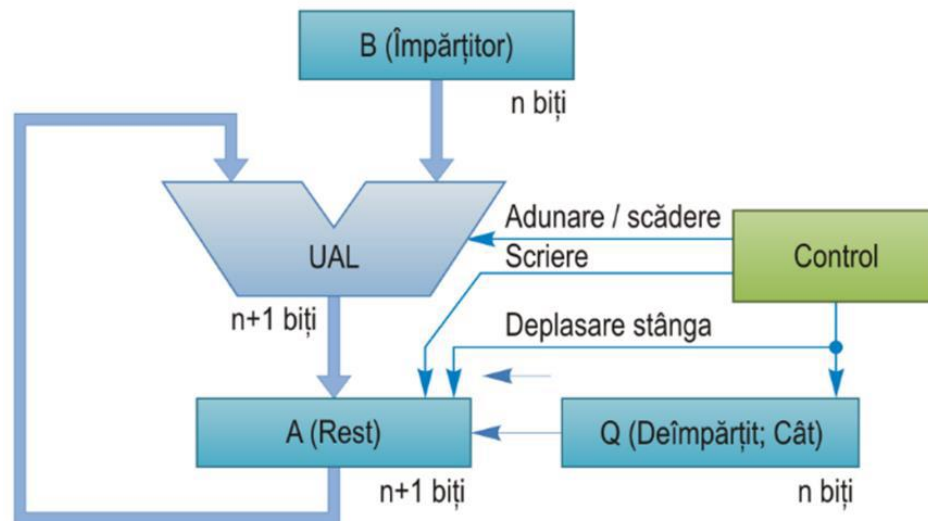 B (Împărțitor)
n biți
Adunare / scădere
Scriere
Control
UAL
n+1 biți
Deplasare stânga
A (Rest)
Q (Deîmpărțit; Cât)
n+1 biți
n biți